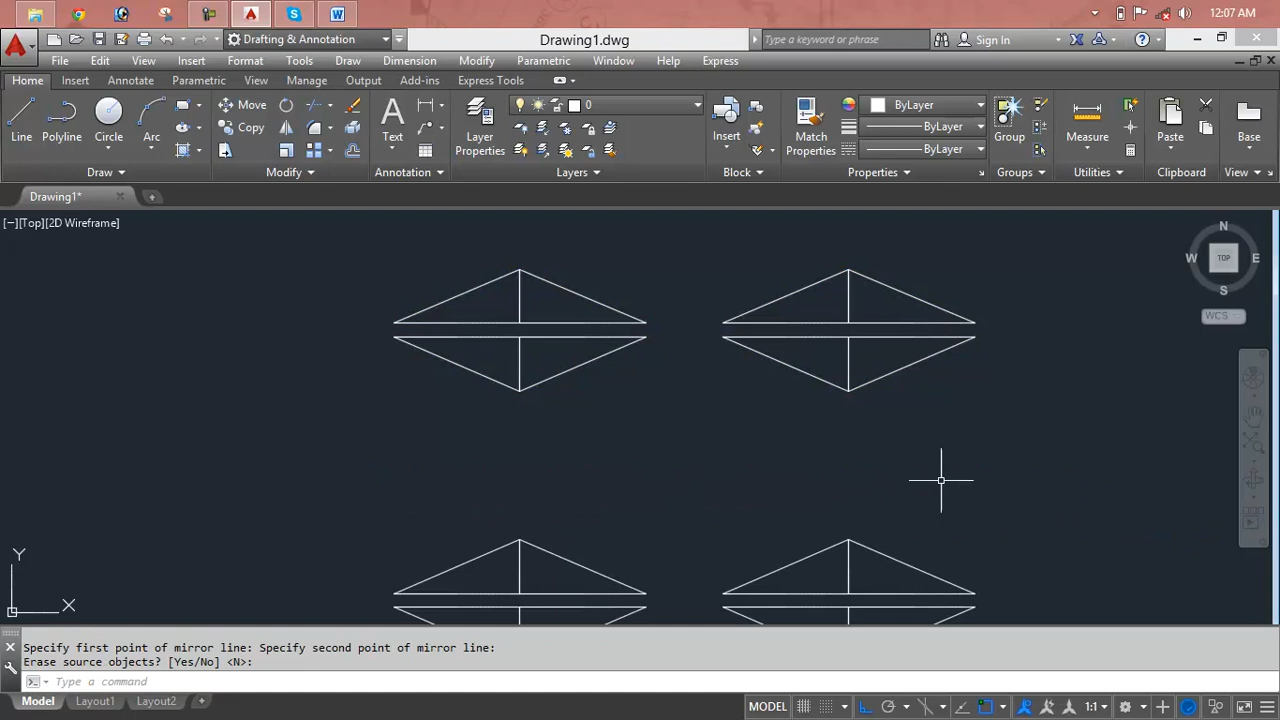 12:07 AM
Drafting & Annotation
Drawing1.dwg
Type a keyword or phrase
Sign In
File Edit View Insert Format Tools Draw Dimension Modify Parametric Window Help Express
Home Insert Annotate Parametric View Manage Output Add-ins Express Tools
Line
Polyline
Circle
Arc
Move
Copy
Text
Layer
Properties
0
Insert
Match
Properties
ByLayer
ByLayer
ByLayer
Group
Measure
Paste
Base
Draw
Modify
Annotation
Layers
Block
Properties
Groups
Utilities
Clipboard
View
Drawing1*
[−][Top][2D Wireframe]
N
W TOP E
S
WCS
Y
X
Specify first point of mirror line: Specify second point of mirror line:
Erase source objects? [Yes/No] <N>:
Type a command
Model Layout1 Layout2 +
MODEL
1:1